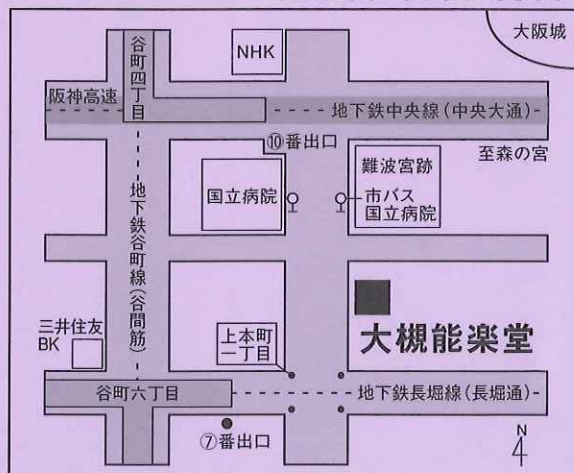 大阪城
NHK
谷町四丁目
阪神高速
地下鉄中央線(中央大通)
⑩番出口
至森の宮
国立病院
難波宮跡
市バス
国立病院
地下鉄谷町線(谷間筋)
三井住友
BK
上本町
一丁目
大槻能楽堂
谷町六丁目
地下鉄長堀線(長堀通)
⑦番出口
N